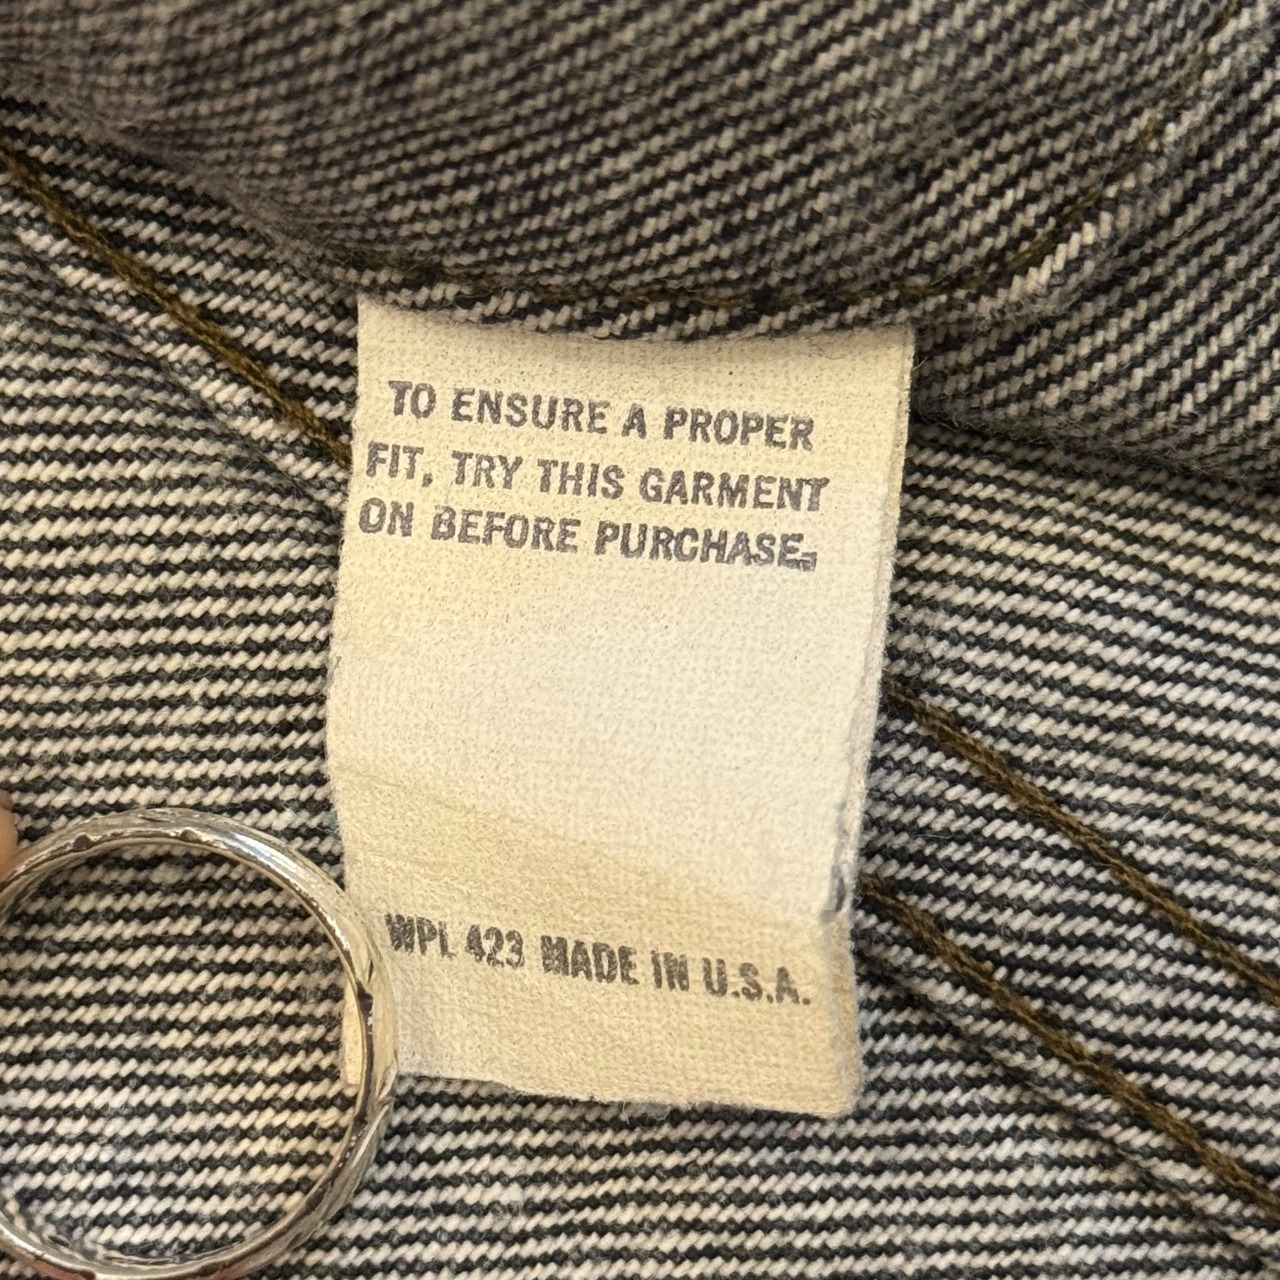 TO ENSURE A PROPER
FIT, TRY THIS GARMENT
ON BEFORE PURCHASE.
WPL 423 MADE IN U.S.A.